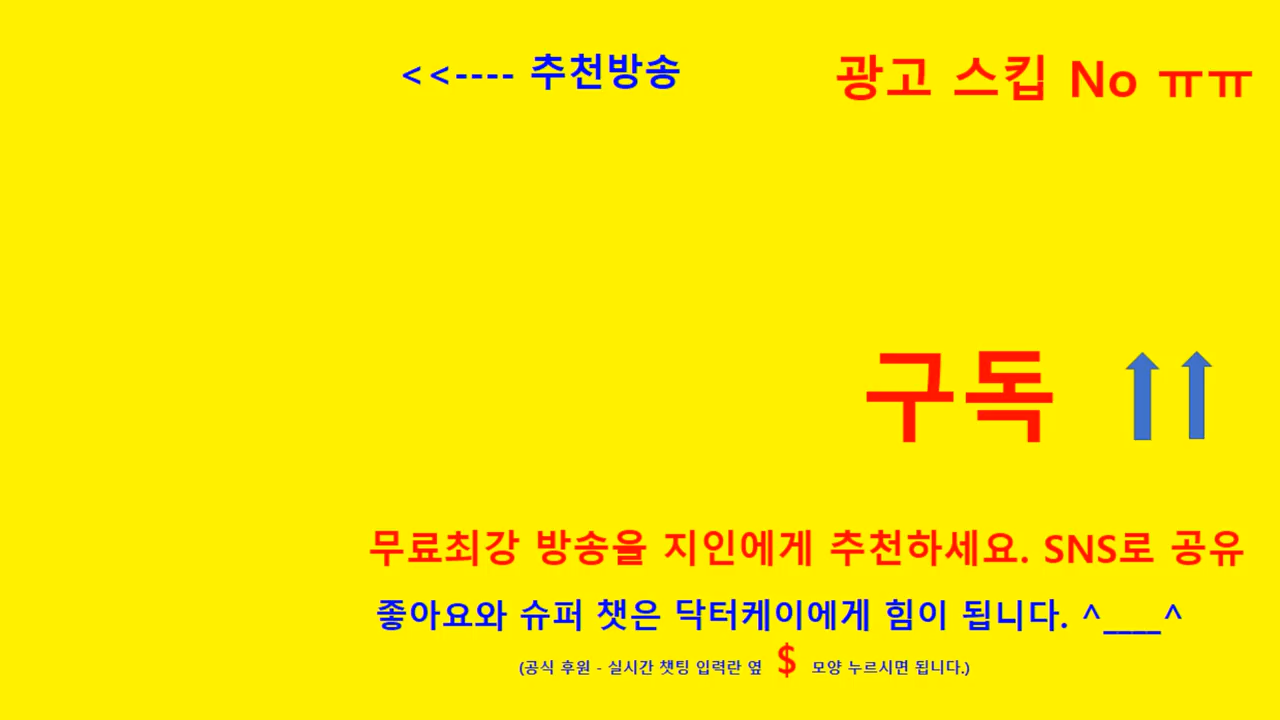 <<---- 추천방송
광고 스킵 No ㅠㅠ
구독
무료최강 방송을 지인에게 추천하세요. SNS로 공유
좋아요와 슈퍼 챗은 닥터케이에게 힘이 됩니다. ^____^
(공식 후원 - 실시간 챗팅 입력란 옆 $ 모양 누르시면 됩니다.)